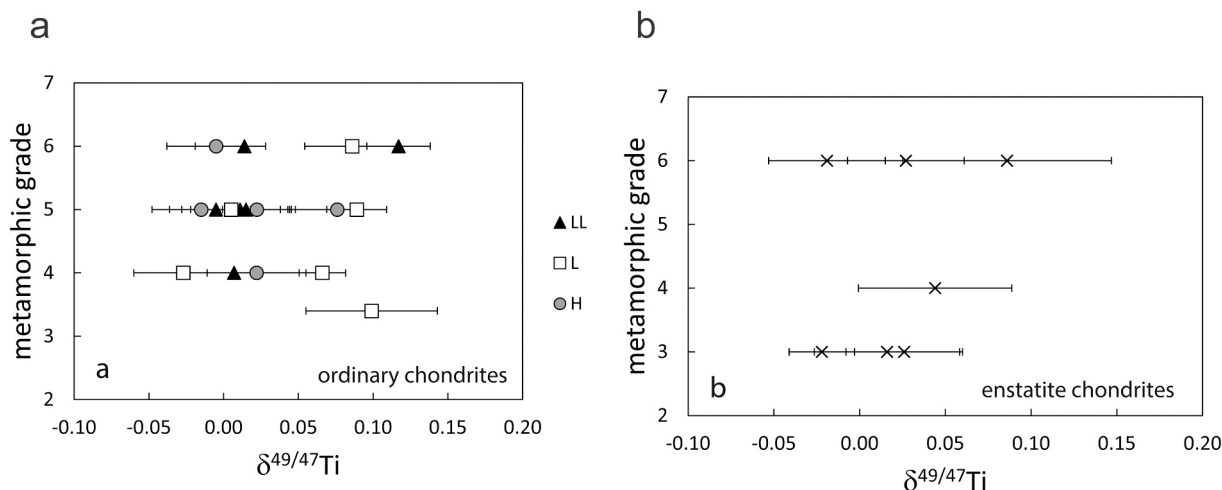 a
7
6
5
4
3
2
metamorphic grade
a
ordinary chondrites
-0.10 -0.05 0.00 0.05 0.10 0.15 0.20
δ49/47Ti
LL
L
H
b
7
6
5
4
3
2
metamorphic grade
b
enstatite chondrites
-0.10 -0.05 0.00 0.05 0.10 0.15 0.20
δ49/47Ti